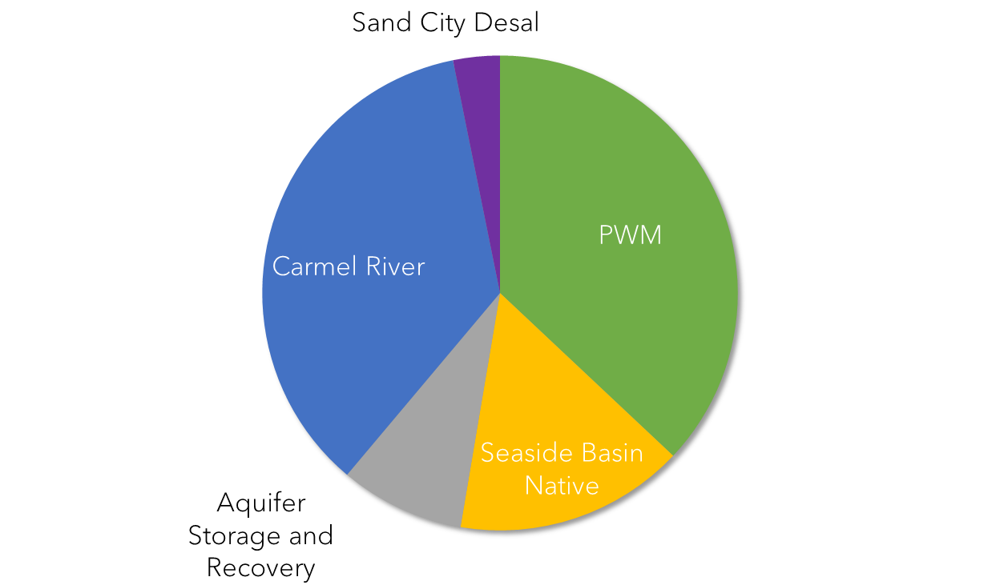 Sand City Desal
PWM
Carmel River
Seaside Basin
Native
Aquifer
Storage and
Recovery